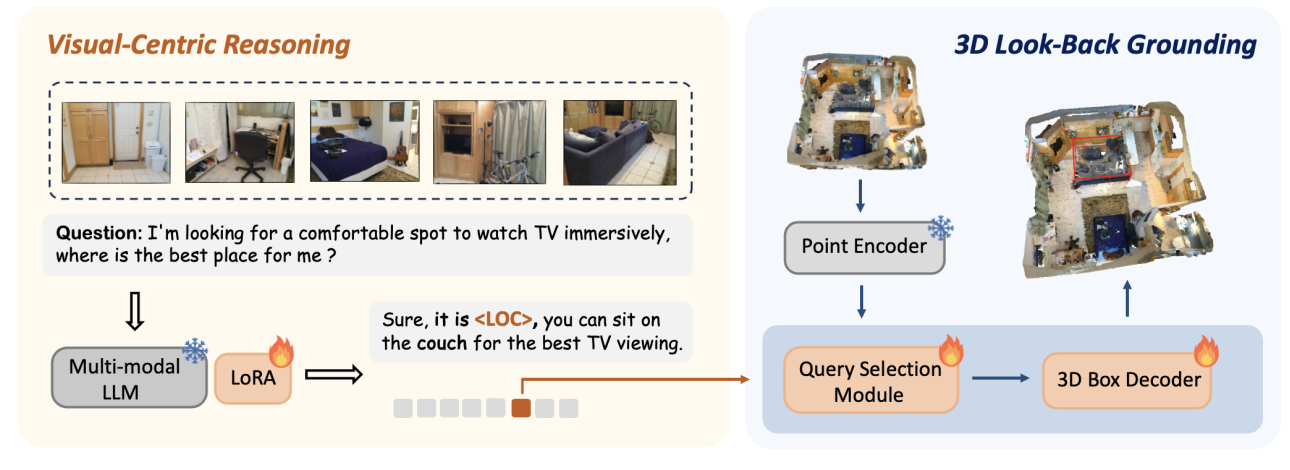 Visual-Centric Reasoning
Question: I'm looking for a comfortable spot to watch TV immersively,
where is the best place for me ?
Multi-modal
LLM
LoRA
Sure, it is <LOC>, you can sit on
the couch for the best TV viewing.
3D Look-Back Grounding
Point Encoder
Query Selection
Module
3D Box Decoder